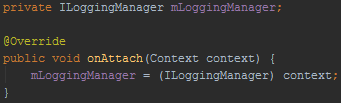 private ILoggingManager mLoggingManager;
@Override
public void onAttach(Context context) {
mLoggingManager = (ILoggingManager) context;
}